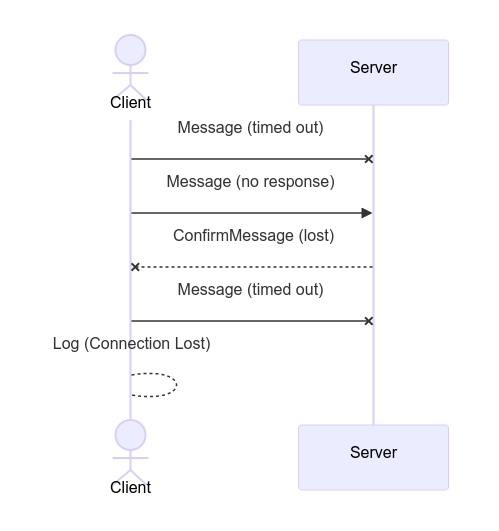 Client
Server
Message (timed out)
Message (no response)
ConfirmMessage (lost)
Message (timed out)
Log (Connection Lost)
Client
Server